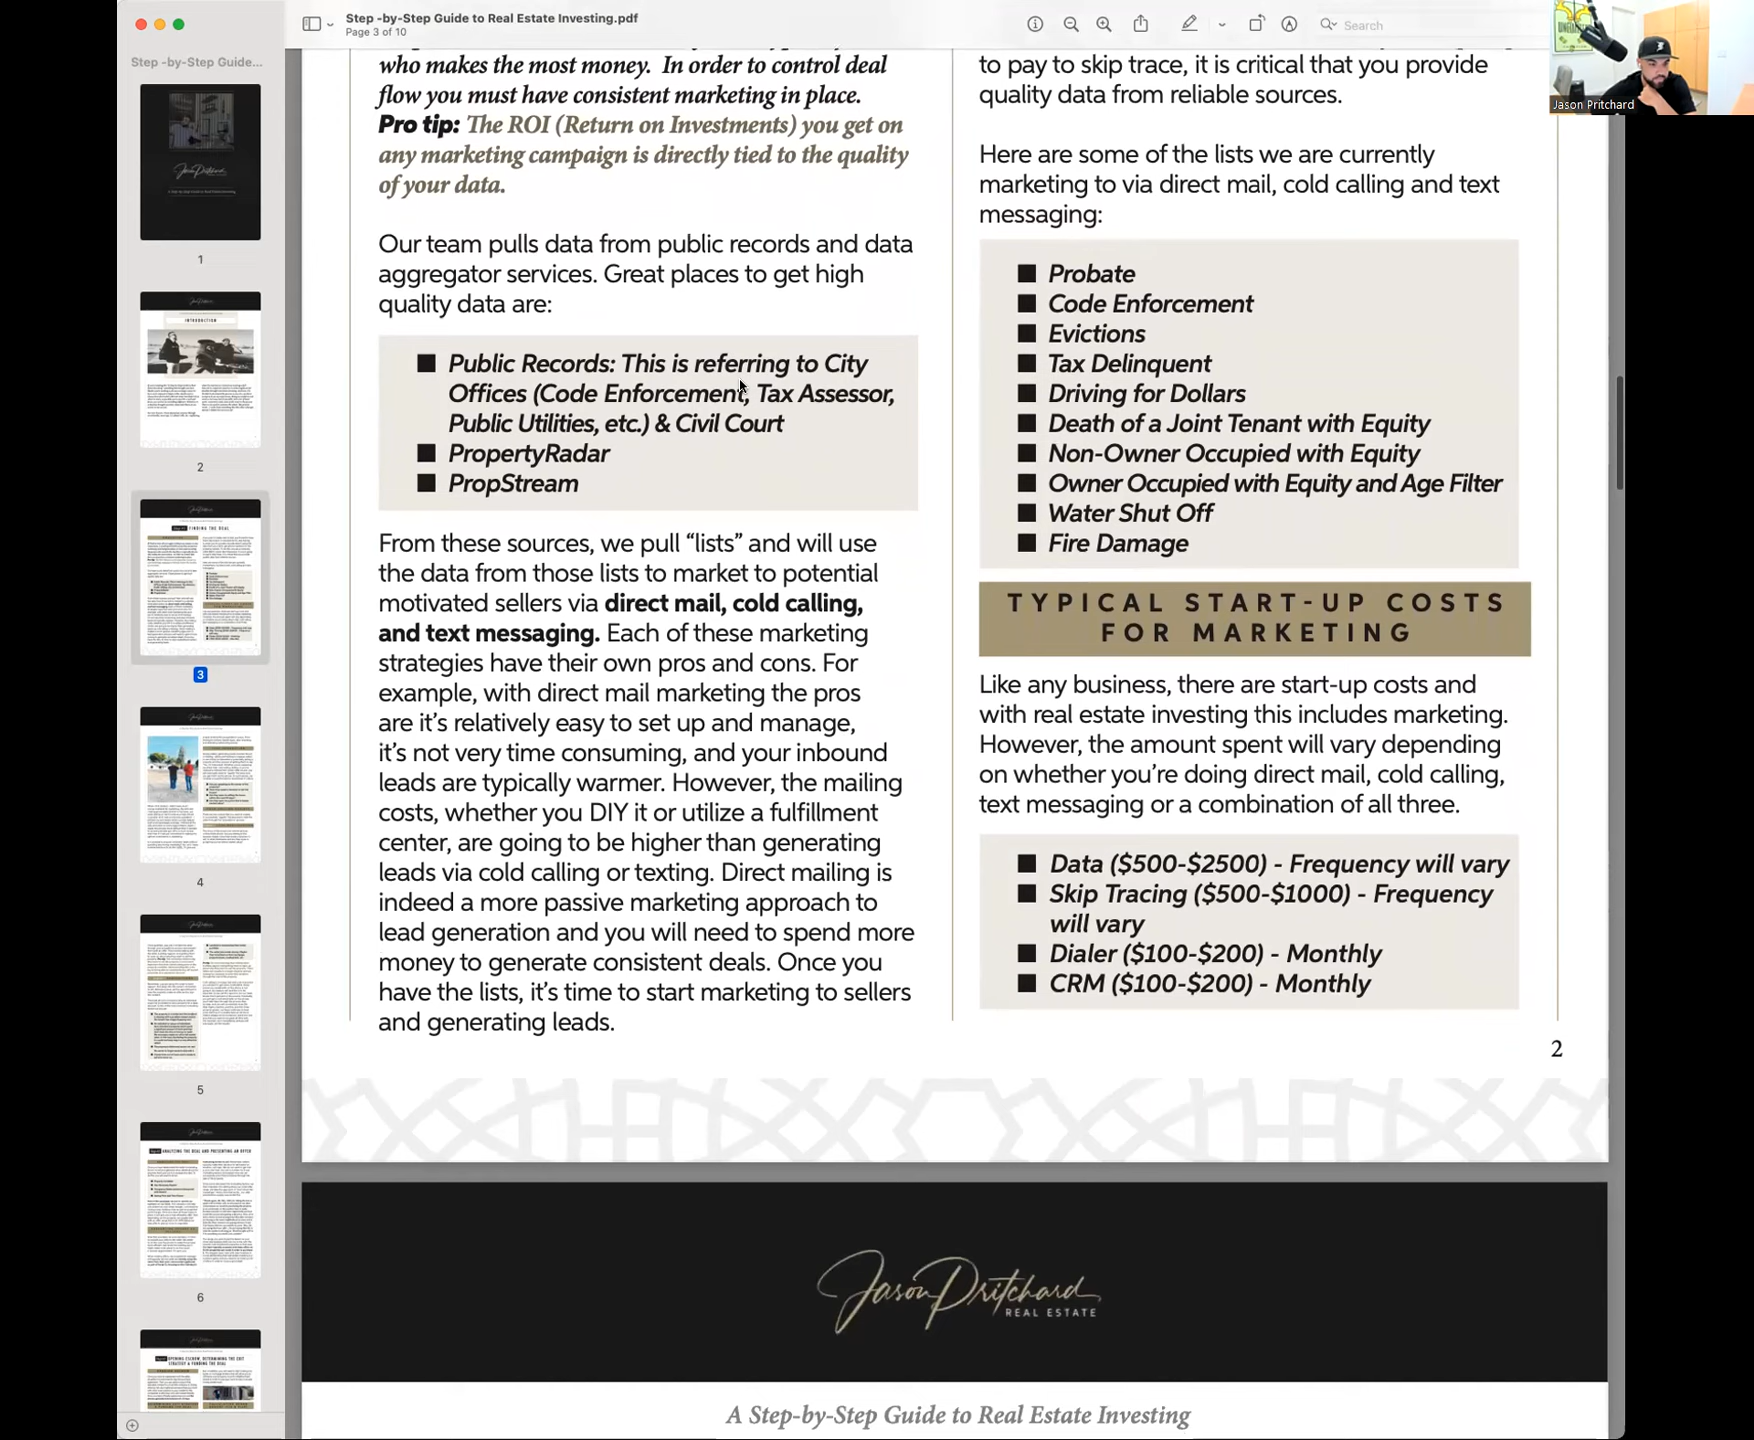 Step -by-Step Guide to Real Estate Investing.pdf
Page 3 of 10
Search
Jason Pritchard
Step -by-Step Guide...
1
2
3
4
5
6
who makes the most money. In order to control deal
flow you must have consistent marketing in place.
Pro tip: The ROI (Return on Investments) you get on
any marketing campaign is directly tied to the quality
of your data.
Our team pulls data from public records and data
aggregator services. Great places to get high
quality data are:
Public Records: This is referring to City
Offices (Code Enforcement, Tax Assessor,
Public Utilities, etc.) & Civil Court
PropertyRadar
PropStream
From these sources, we pull “lists” and will use
the data from those lists to market to potential
motivated sellers via direct mail, cold calling,
and text messaging. Each of these marketing
strategies have their own pros and cons. For
example, with direct mail marketing the pros
are it’s relatively easy to set up and manage,
it’s not very time consuming, and your inbound
leads are typically warmer. However, the mailing
costs, whether you DIY it or utilize a fulfillment
center, are going to be higher than generating
leads via cold calling or texting. Direct mailing is
indeed a more passive marketing approach to
lead generation and you will need to spend more
money to generate consistent deals. Once you
have the lists, it’s time to start marketing to sellers
and generating leads.
to pay to skip trace, it is critical that you provide
quality data from reliable sources.
Here are some of the lists we are currently
marketing to via direct mail, cold calling and text
messaging:
Probate
Code Enforcement
Evictions
Tax Delinquent
Driving for Dollars
Death of a Joint Tenant with Equity
Non-Owner Occupied with Equity
Owner Occupied with Equity and Age Filter
Water Shut Off
Fire Damage
TYPICAL START-UP COSTS
FOR MARKETING
Like any business, there are start-up costs and
with real estate investing this includes marketing.
However, the amount spent will vary depending
on whether you’re doing direct mail, cold calling,
text messaging or a combination of all three.
Data ($500-$2500) - Frequency will vary
Skip Tracing ($500-$1000) - Frequency
will vary
Dialer ($100-$200) - Monthly
CRM ($100-$200) - Monthly
2
Jason Pritchard
REAL ESTATE
A Step-by-Step Guide to Real Estate Investing